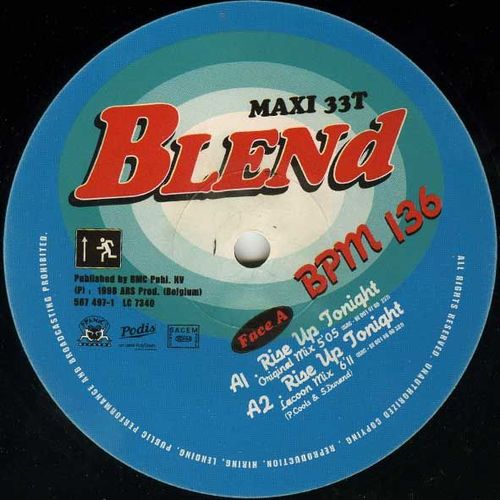 MAXI 33T
BLENd
BPM 136
Published by BMC Publ. NV
(P) : 1998 ARS Prod. (Belgium)
567 497-1 LC 7340
Podis
SACEM
Face A
A1 - Rise Up Tonight
"Original Mix" 5'05
A2 - Rise Up Tonight
Lacoon Mix 6'11
(P.Cools & S.Durand)
ALL RIGHTS RESERVED. UNAUTHORIZED COPYING, REPRODUCTION, HIRING, LENDING, PUBLIC PERFORMANCE AND BROADCASTING PROHIBITED.